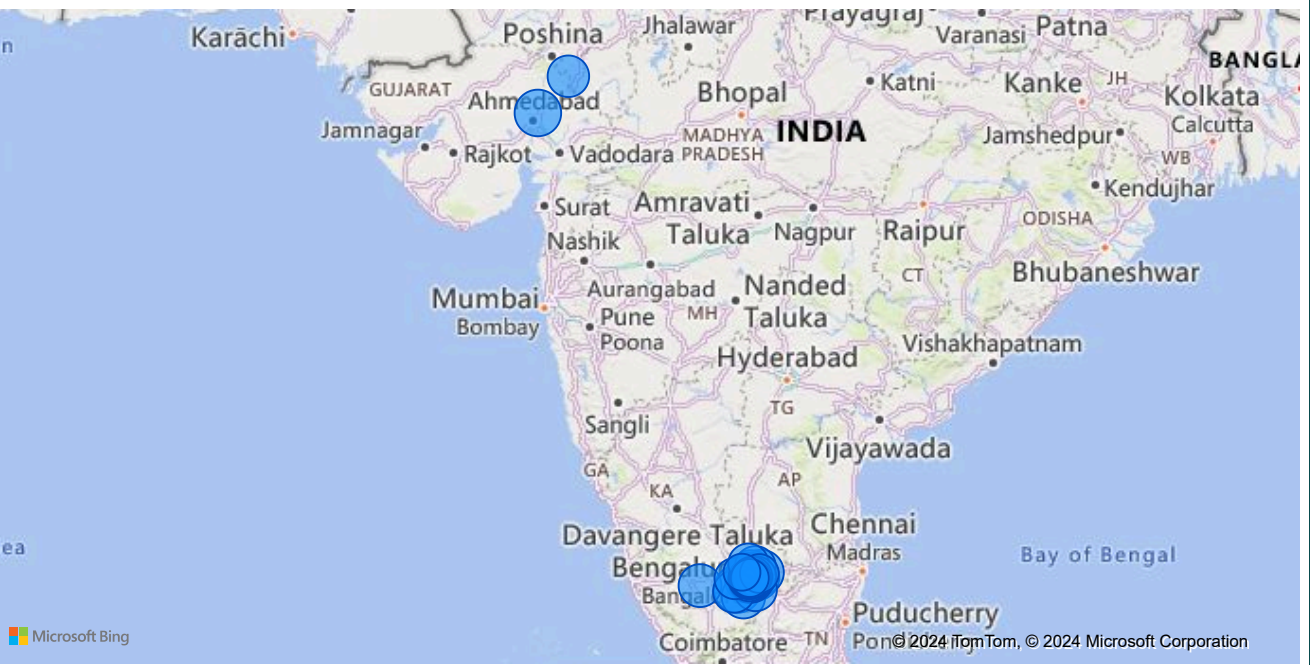 Karāchi
Poshina
Jhalawar
Prayagraj
Varanasi
Patna
BANGLA
n
GUJARAT
Ahmedabad
Bhopal
Katni
Kanke
JH
Kolkata
Calcutta
Jamnagar
Rajkot
Vadodara
MADHYA
PRADESH
INDIA
Jamshedpur
WB
Surat
Amravati
Taluka
Nagpur
Raipur
ODISHA
Kendujhar
Nashik
Aurangabad
Nanded
Taluka
CT
Bhubaneshwar
Mumbai
Bombay
Pune
Poona
MH
Hyderabad
Vishakhapatnam
Sangli
TG
Vijayawada
GA
KA
AP
Davangere Taluka
Chennai
Madras
ea
Bengalu
Bangal
Bay of Bengal
Puducherry
Coimbatore
TN
Microsoft Bing
© 2024 TomTom, © 2024 Microsoft Corporation